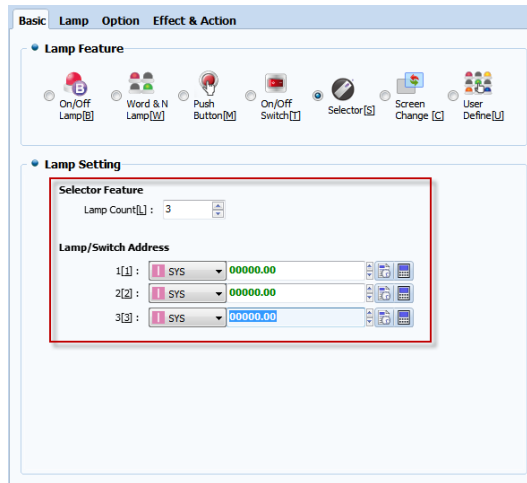 Basic Lamp Option Effect & Action
Lamp Feature
On/Off Lamp[B]
Word & N Lamp[W]
Push Button[M]
On/Off Switch[T]
Selector[S]
Screen Change [C]
User Define[U]
Lamp Setting
Selector Feature
Lamp Count[L] : 3
Lamp/Switch Address
1[1] : SYS 00000.00
2[2] : SYS 00000.00
3[3] : SYS 00000.00